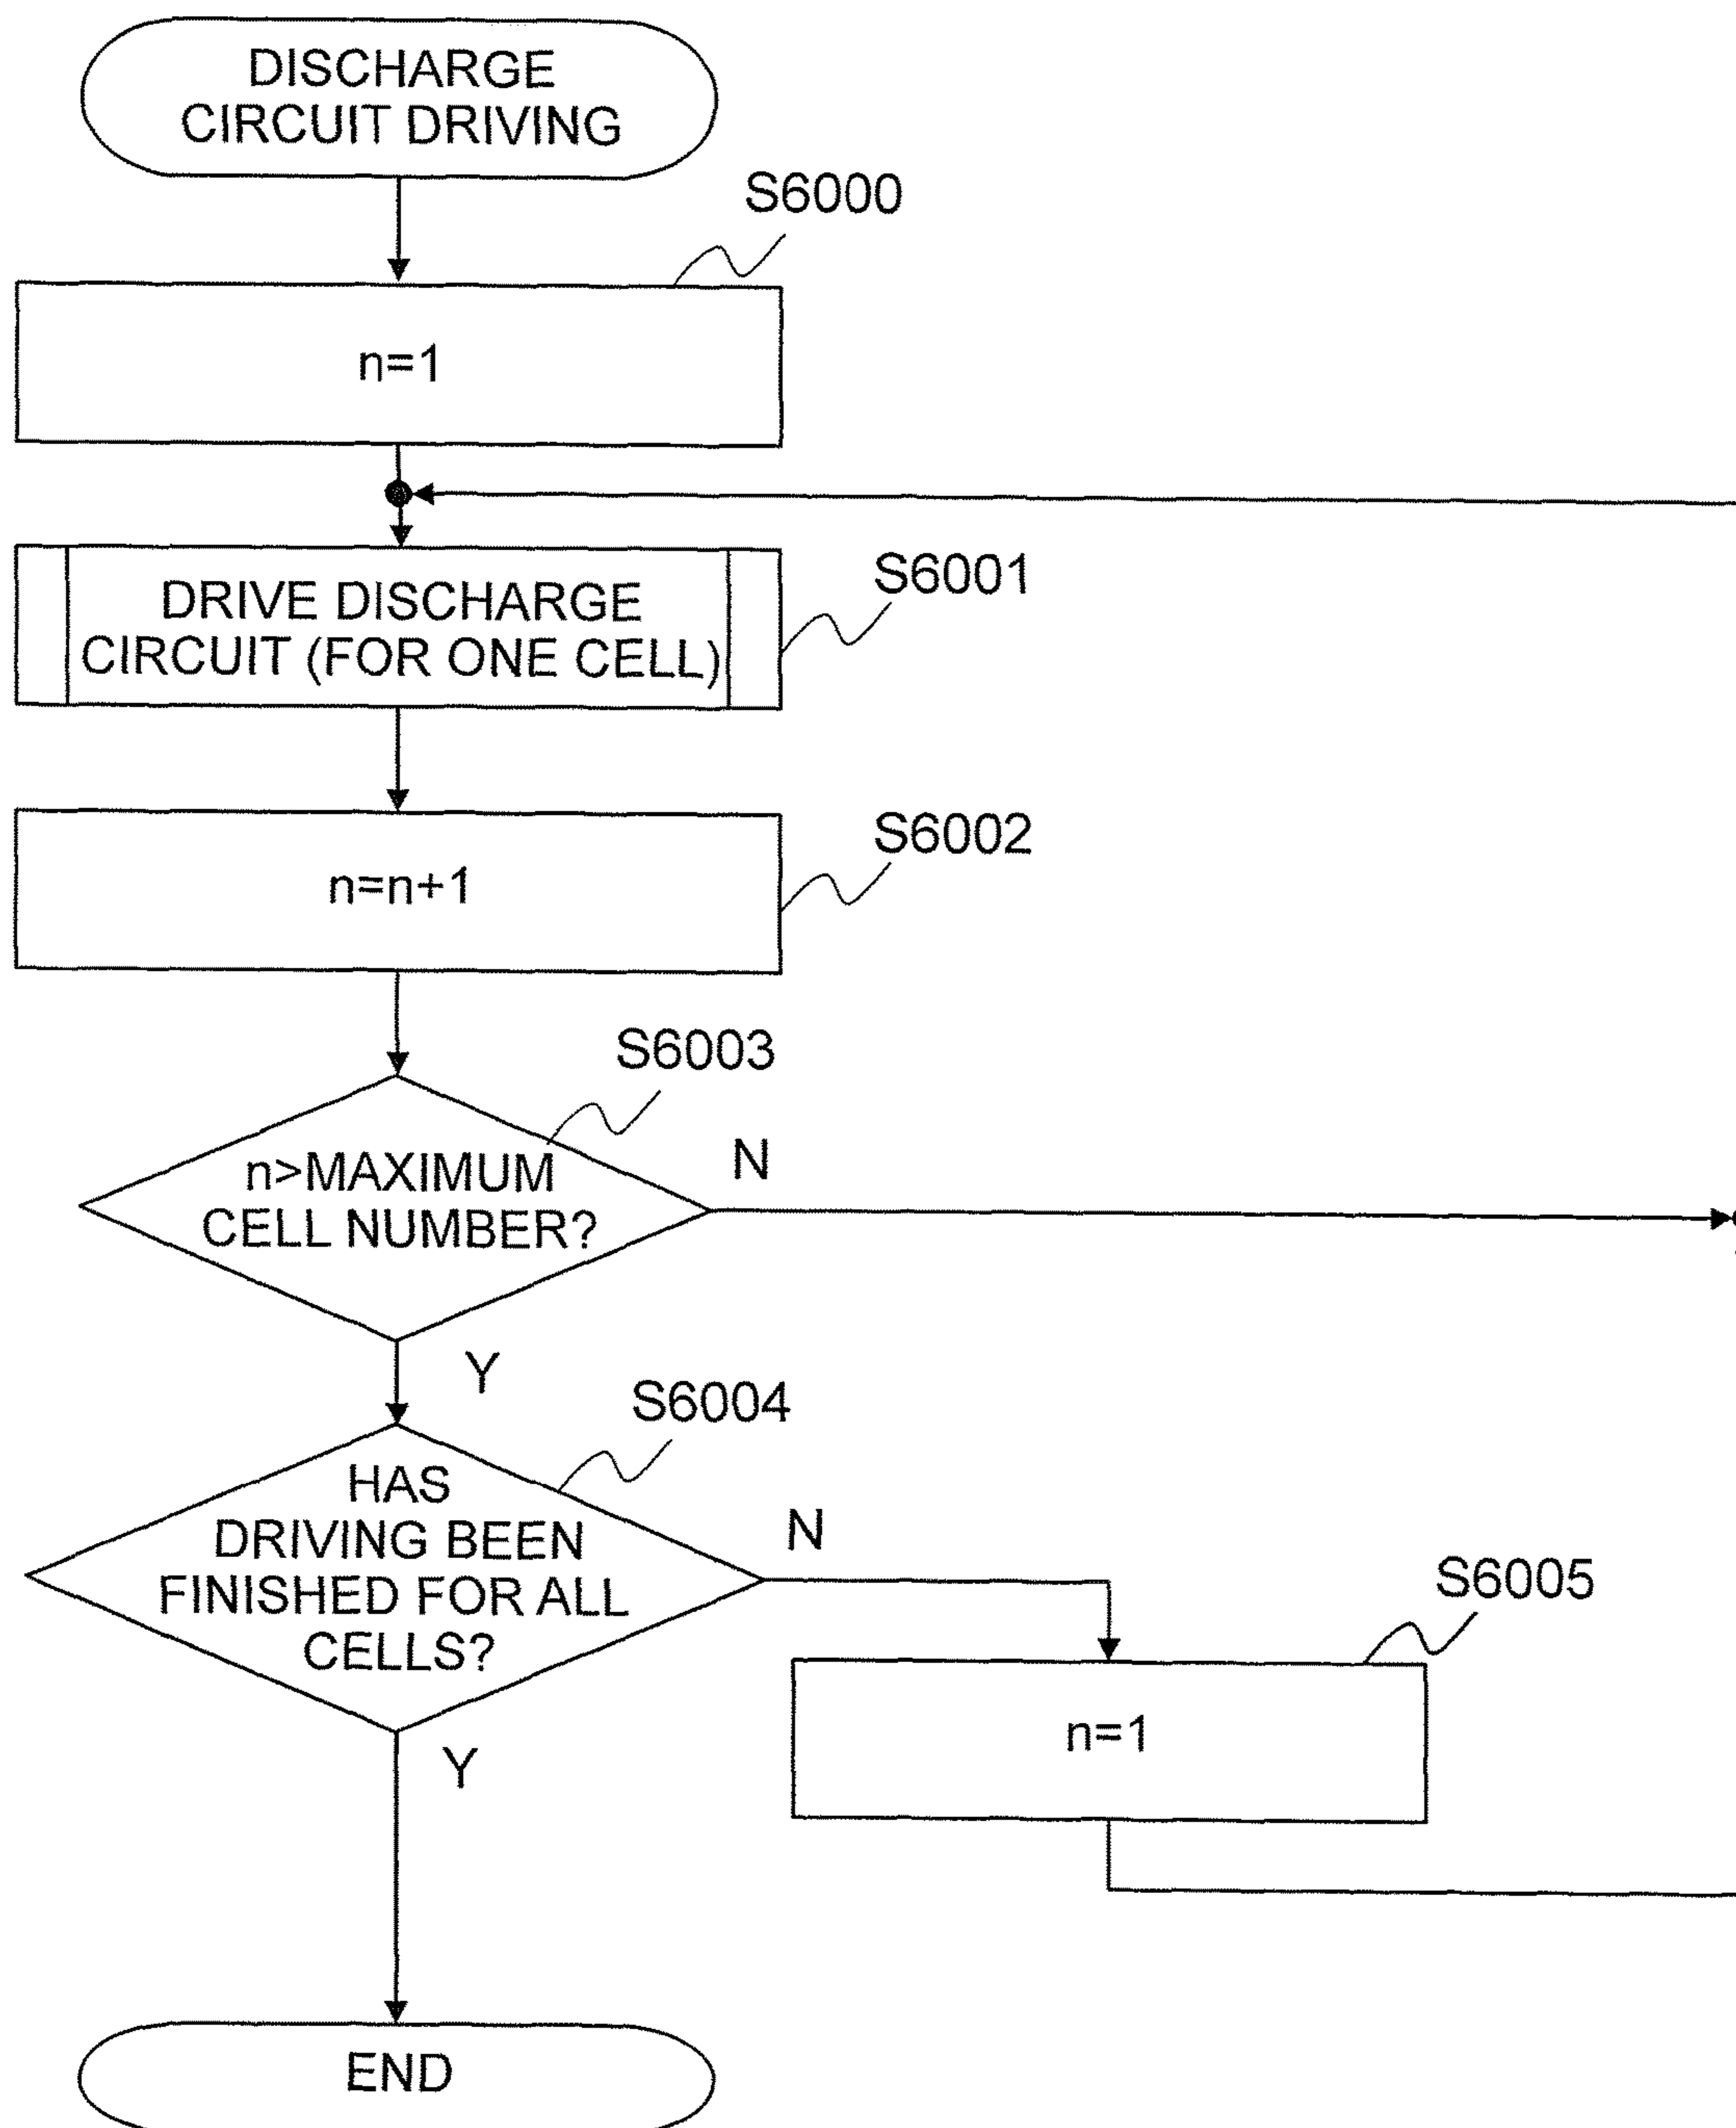 DISCHARGE
CIRCUIT DRIVING
S6000
n=1
DRIVE DISCHARGE
CIRCUIT (FOR ONE CELL)
S6001
n=n+1
S6002
S6003
n>MAXIMUM
CELL NUMBER?
N
Y
S6004
HAS
DRIVING BEEN
FINISHED FOR ALL
CELLS?
N
S6005
n=1
Y
END